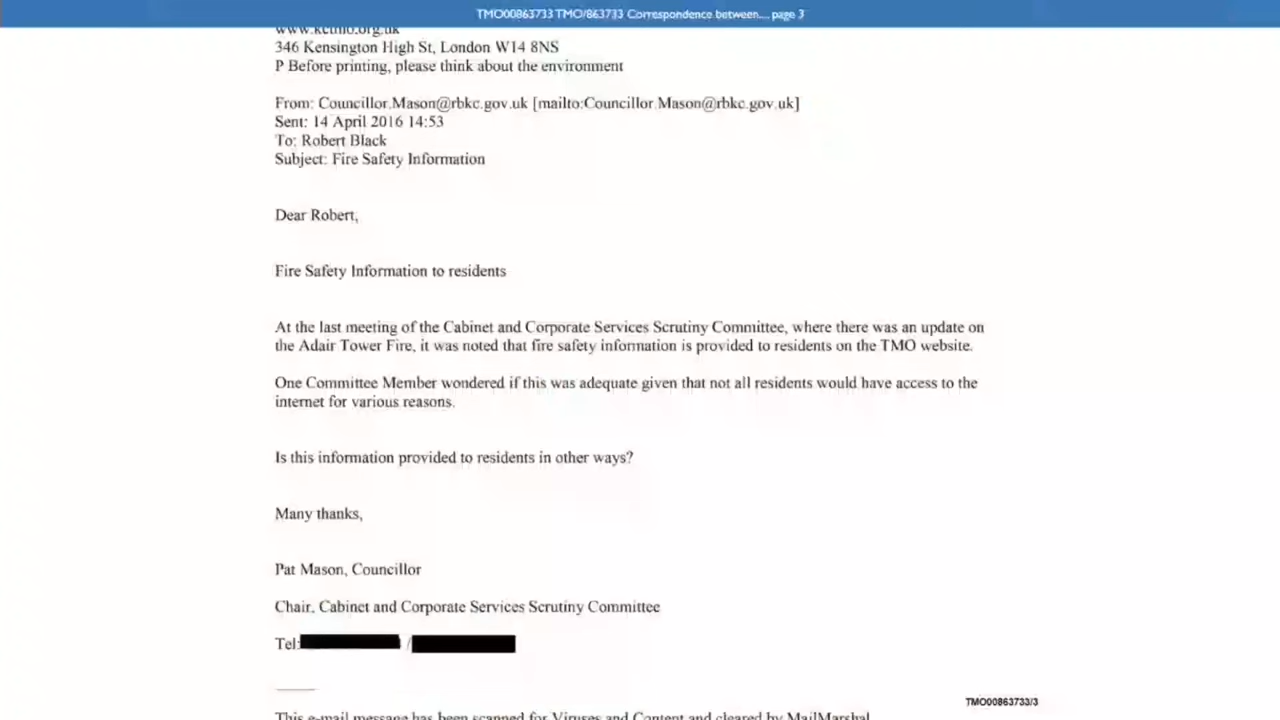 TMO00863733 TMO/863733 Correspondence between.... page 3
www.kctmo.org.uk
346 Kensington High St, London W14 8NS
P Before printing, please think about the environment
From: Councillor.Mason@rbkc.gov.uk [mailto:Councillor.Mason@rbkc.gov.uk]
Sent: 14 April 2016 14:53
To: Robert Black
Subject: Fire Safety Information
Dear Robert,
Fire Safety Information to residents
At the last meeting of the Cabinet and Corporate Services Scrutiny Committee, where there was an update on
the Adair Tower Fire, it was noted that fire safety information is provided to residents on the TMO website.
One Committee Member wondered if this was adequate given that not all residents would have access to the
internet for various reasons.
Is this information provided to residents in other ways?
Many thanks,
Pat Mason, Councillor
Chair, Cabinet and Corporate Services Scrutiny Committee
Tel: /
TMO00863733/3
This e-mail message has been scanned for Viruses and Content and cleared by MailMarshal